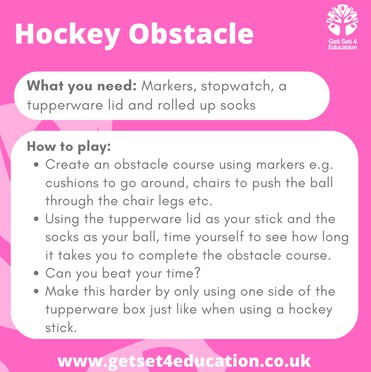 Hockey Obstacle
Get Set 4
Education
What you need: Markers, stopwatch, a
tupperware lid and rolled up socks
How to play:
• Create an obstacle course using markers e.g.
cushions to go around, chairs to push the ball
through the chair legs etc.
• Using the tupperware lid as your stick and the
socks as your ball, time yourself to see how long
it takes you to complete the obstacle course.
• Can you beat your time?
• Make this harder by only using one side of the
tupperware box just like when using a hockey
stick.
www.getset4education.co.uk